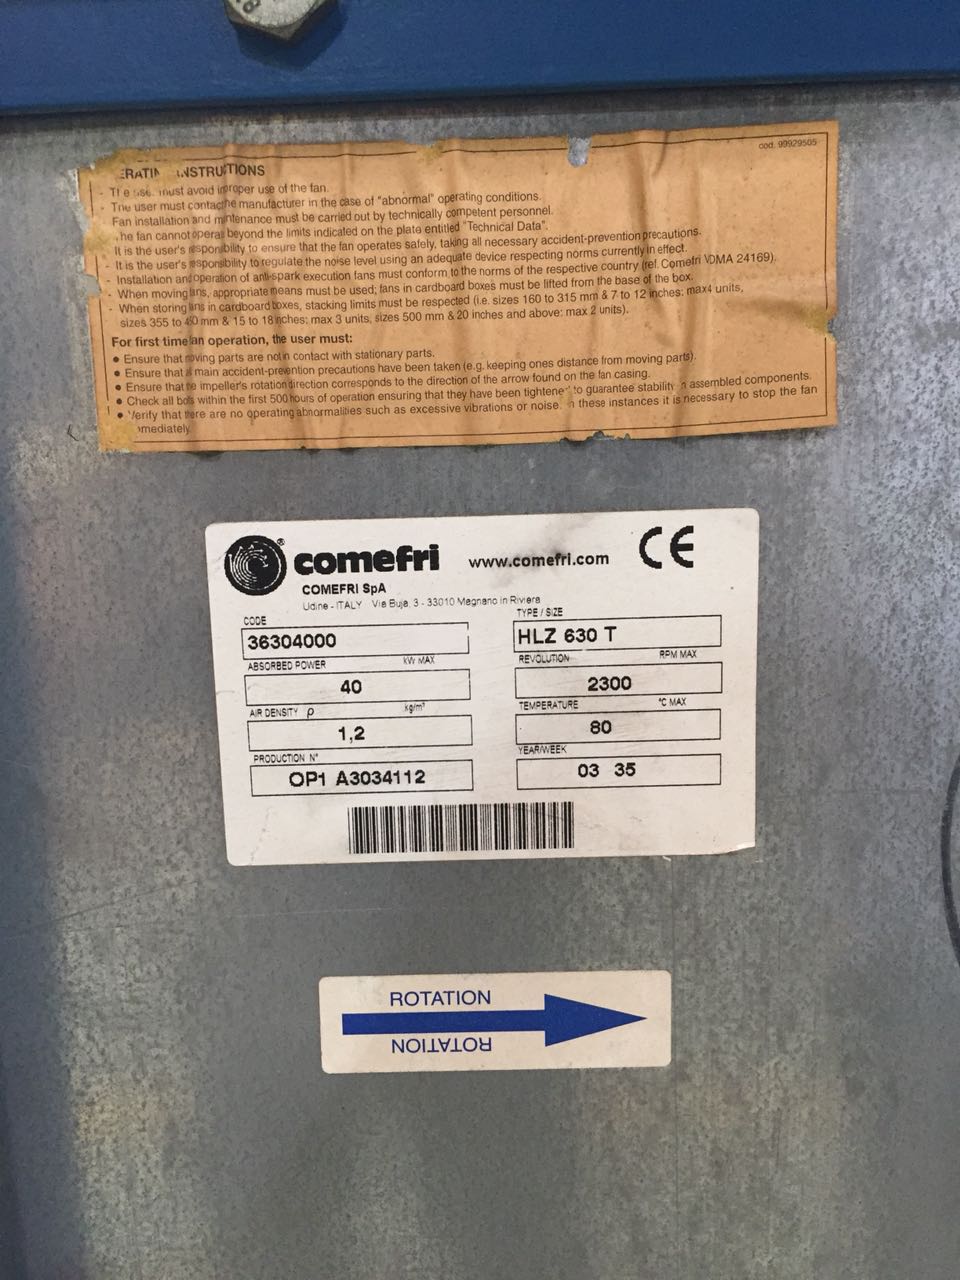 INSTRUCTIONS
cod. 99929505
- must avoid improper use of the fan.
- The user must contact the manufacturer in the case of "abnormal" operating conditions.
Fan installation and maintenance must be carried out by technically competent personnel.
The fan cannot operate beyond the limits indicated on the plate entitled "Technical Data".
It is the user's responsibility to ensure that the fan operates safely, taking all necessary accident-prevention precautions.
- It is the user's responsibility to regulate the noise level using an adequate device respecting norms currently in effect.
- Installation and operation of anti-spark execution fans must conform to the norms of the respective country (ref. Comefri VDMA 24169).
- When moving fans, appropriate means must be used; fans in cardboard boxes must be lifted from the base of the box.
- When storing fans in cardboard boxes, stacking limits must be respected (i.e. sizes 160 to 315 mm & 7 to 12 inches: max 4 units,
sizes 355 to mm & 15 to 18 inches: max 3 units, sizes 500 mm & 20 inches and above: max 2 units).
For first time fan operation, the user must:
● Ensure that moving parts are not in contact with stationary parts.
● Ensure that all main accident-prevention precautions have been taken (e.g. keeping ones distance from moving parts).
● Ensure that the impeller's rotation direction corresponds to the direction of the arrow found on the fan casing.
● Check all bolts within the first 500 hours of operation ensuring that they have been tightened to guarantee stability in assembled components.
● Verify that there are no operating abnormalities such as excessive vibrations or noise. In these instances it is necessary to stop the fan
immediately.
comefri ® www.comefri.com CE
COMEFRI SpA
Udine - ITALY Via Buja, 3 - 33010 Magnano in Riviera
CODE TYPE / SIZE
36304000 HLZ 630 T
ABSORBED POWER kW MAX REVOLUTION RPM MAX
40 2300
AIR DENSITY ρ kg/m³ TEMPERATURE °C MAX
1,2 80
PRODUCTION N° YEAR/WEEK
OP1 A3034112 03 35
ROTATION
ROTATION